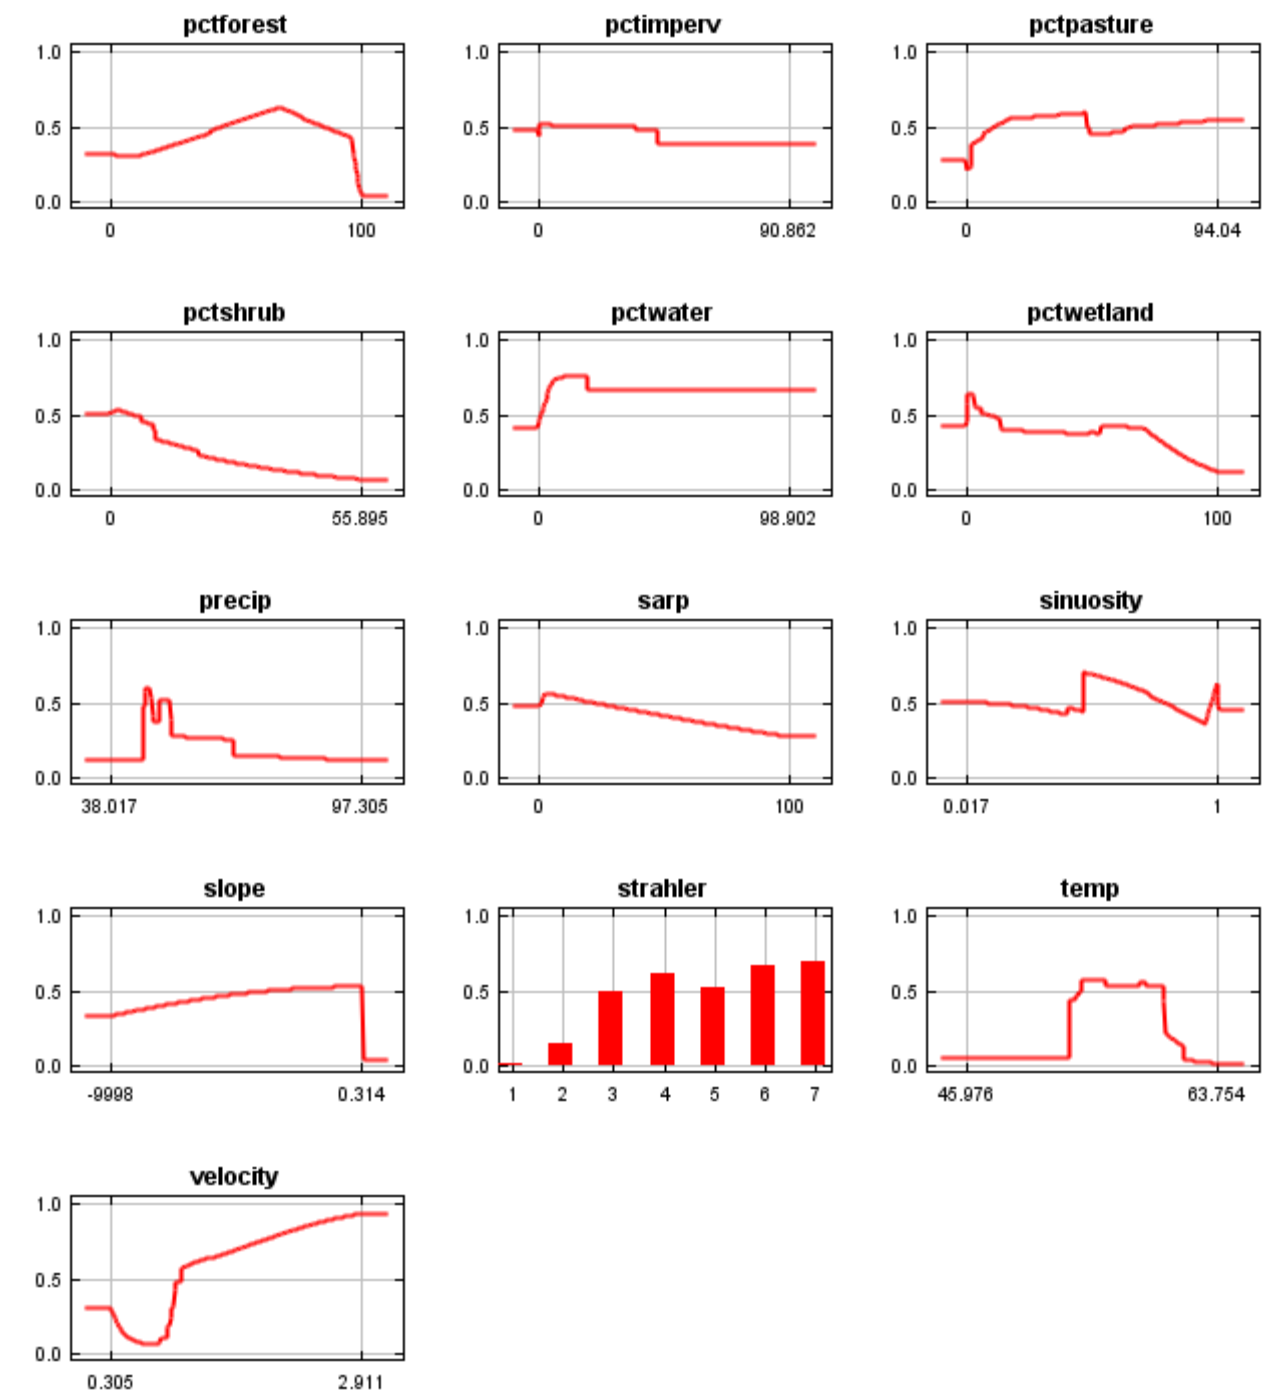 pctforest pctimperv pctpasture
1.0 1.0 1.0
0.5 0.5 0.5
0.0 0.0 0.0
0 100 0 90.862 0 94.04
pctshrub pctwater pctwetland
1.0 1.0 1.0
0.5 0.5 0.5
0.0 0.0 0.0
0 55.895 0 98.902 0 100
precip sarp sinuosity
1.0 1.0 1.0
0.5 0.5 0.5
0.0 0.0 0.0
38.017 97.305 0 100 0.017 1
slope strahler temp
1.0 1.0 1.0
0.5 0.5 0.5
0.0 0.0 0.0
-9998 0.314 1 2 3 4 5 6 7 45.976 63.754
velocity
1.0
0.5
0.0
0.305 2.911